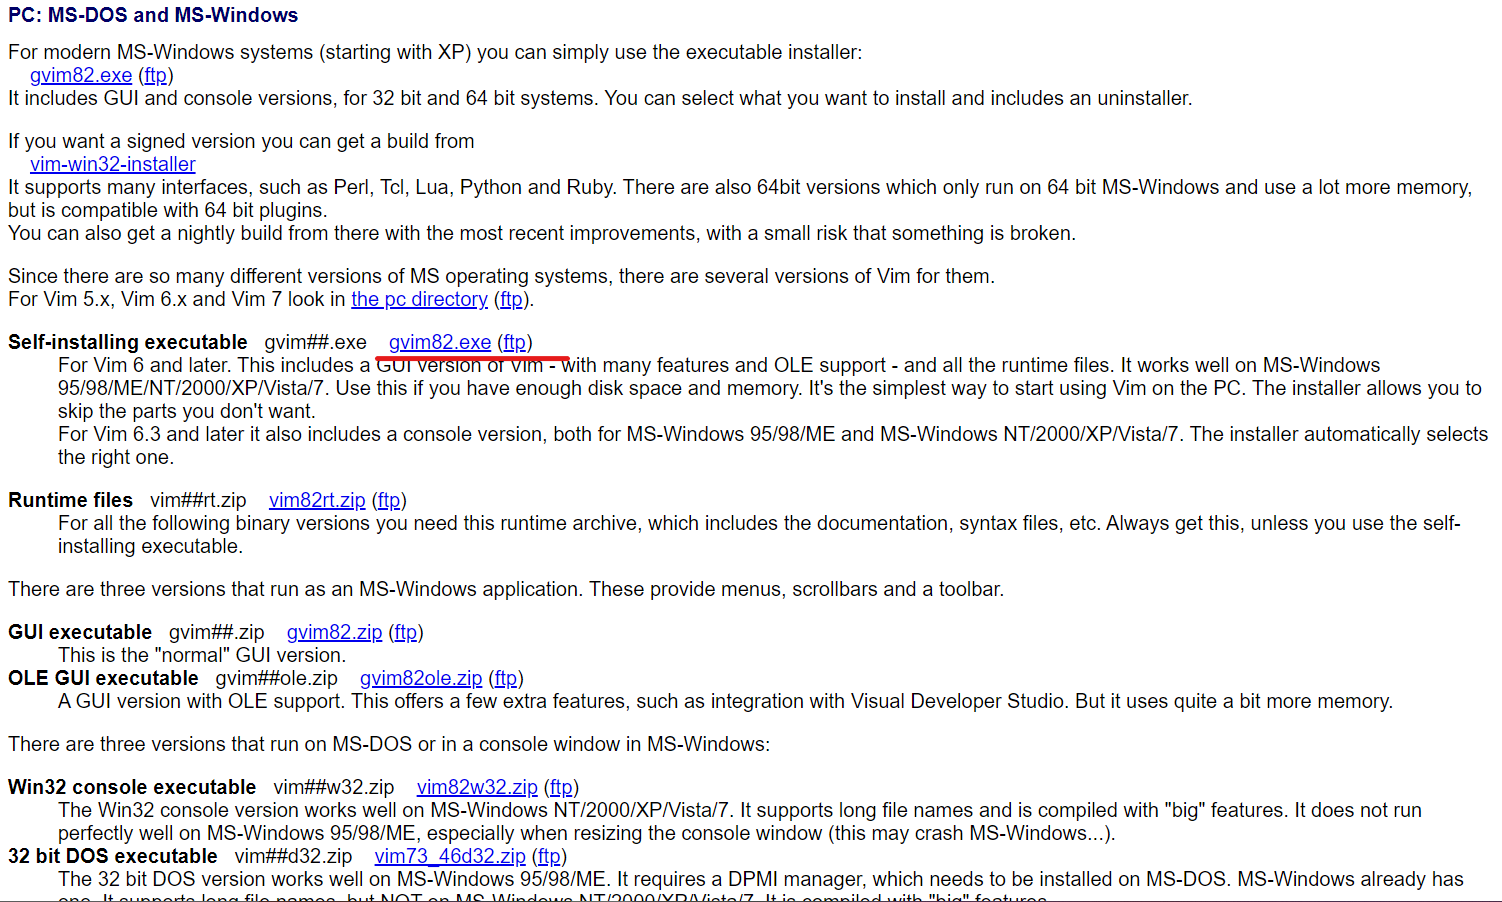 PC: MS-DOS and MS-Windows
For modern MS-Windows systems (starting with XP) you can simply use the executable installer:
gvim82.exe (ftp)
It includes GUI and console versions, for 32 bit and 64 bit systems. You can select what you want to install and includes an uninstaller.
If you want a signed version you can get a build from
vim-win32-installer
It supports many interfaces, such as Perl, Tcl, Lua, Python and Ruby. There are also 64bit versions which only run on 64 bit MS-Windows and use a lot more memory,
but is compatible with 64 bit plugins.
You can also get a nightly build from there with the most recent improvements, with a small risk that something is broken.
Since there are so many different versions of MS operating systems, there are several versions of Vim for them.
For Vim 5.x, Vim 6.x and Vim 7 look in the pc directory (ftp).
Self-installing executable gvim##.exe gvim82.exe (ftp)
For Vim 6 and later. This includes a GUI version of Vim - with many features and OLE support - and all the runtime files. It works well on MS-Windows
95/98/ME/NT/2000/XP/Vista/7. Use this if you have enough disk space and memory. It's the simplest way to start using Vim on the PC. The installer allows you to
skip the parts you don't want.
For Vim 6.3 and later it also includes a console version, both for MS-Windows 95/98/ME and MS-Windows NT/2000/XP/Vista/7. The installer automatically selects
the right one.
Runtime files vim##rt.zip vim82rt.zip (ftp)
For all the following binary versions you need this runtime archive, which includes the documentation, syntax files, etc. Always get this, unless you use the self-
installing executable.
There are three versions that run as an MS-Windows application. These provide menus, scrollbars and a toolbar.
GUI executable gvim##.zip gvim82.zip (ftp)
This is the "normal" GUI version.
OLE GUI executable gvim##ole.zip gvim82ole.zip (ftp)
A GUI version with OLE support. This offers a few extra features, such as integration with Visual Developer Studio. But it uses quite a bit more memory.
There are three versions that run on MS-DOS or in a console window in MS-Windows:
Win32 console executable vim##w32.zip vim82w32.zip (ftp)
The Win32 console version works well on MS-Windows NT/2000/XP/Vista/7. It supports long file names and is compiled with "big" features. It does not run
perfectly well on MS-Windows 95/98/ME, especially when resizing the console window (this may crash MS-Windows...).
32 bit DOS executable vim##d32.zip vim73_46d32.zip (ftp)
The 32 bit DOS version works well on MS-Windows 95/98/ME. It requires a DPMI manager, which needs to be installed on MS-DOS. MS-Windows already has
one. It supports long file names, but NOT on MS-Windows NT/2000/XP/Vista/7. It is compiled with "big" features.